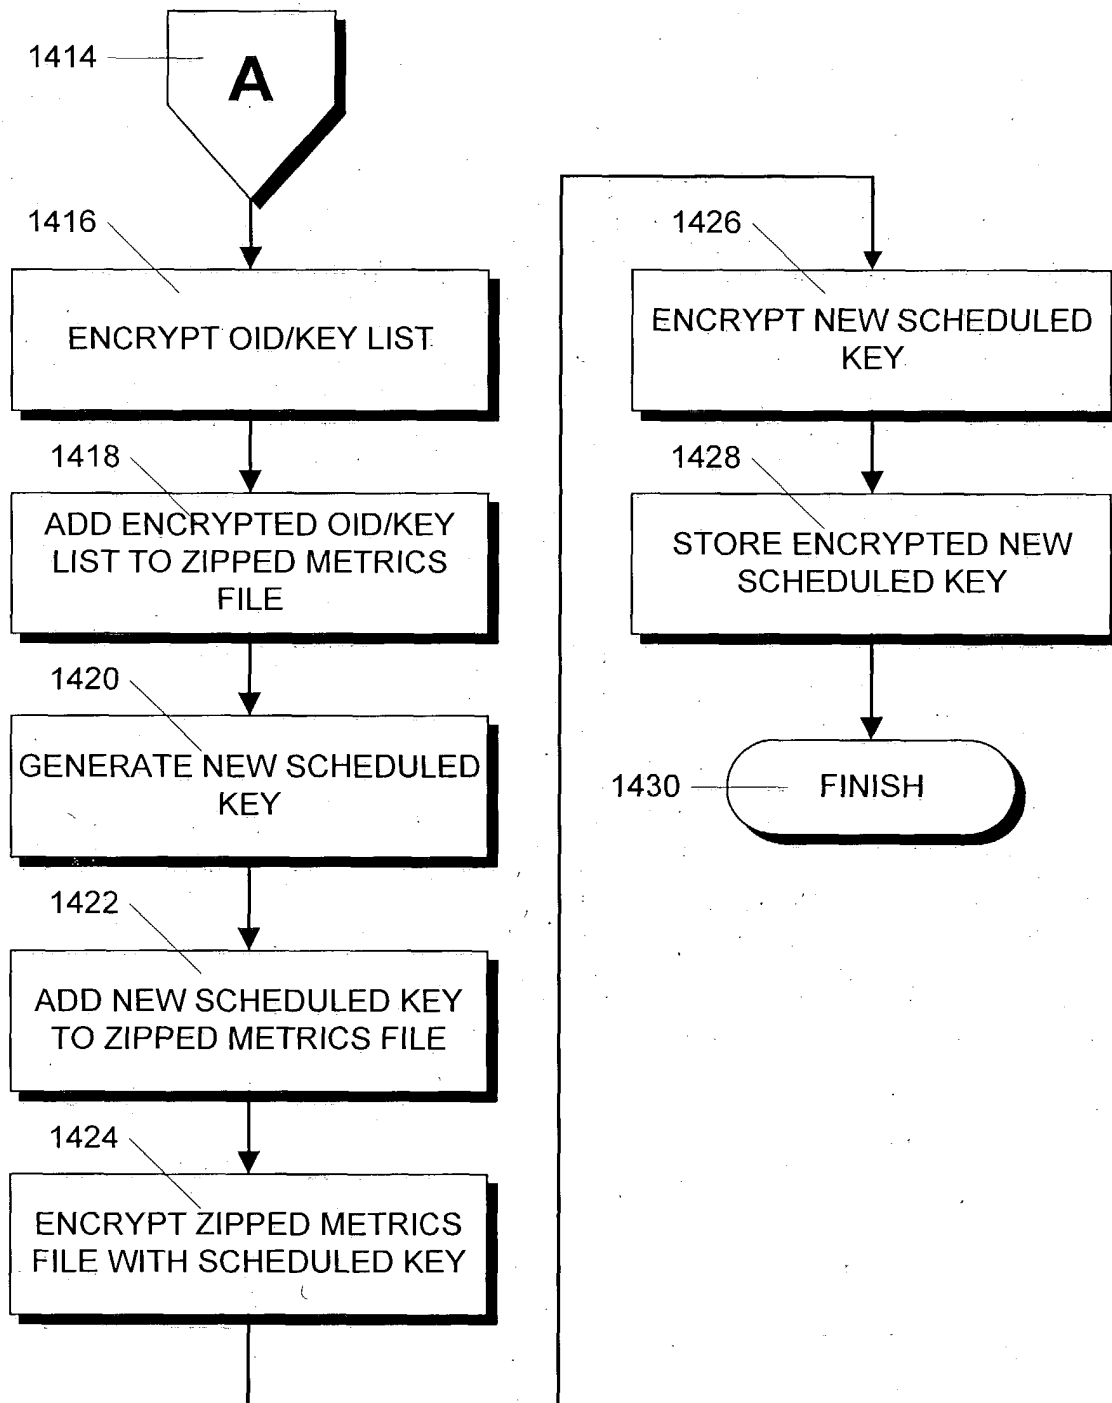 1414
A
1416
ENCRYPT OID/KEY LIST
1418
ADD ENCRYPTED OID/KEY
LIST TO ZIPPED METRICS
FILE
1420
GENERATE NEW SCHEDULED
KEY
1422
ADD NEW SCHEDULED KEY
TO ZIPPED METRICS FILE
1424
ENCRYPT ZIPPED METRICS
FILE WITH SCHEDULED KEY
1426
ENCRYPT NEW SCHEDULED
KEY
1428
STORE ENCRYPTED NEW
SCHEDULED KEY
1430
FINISH